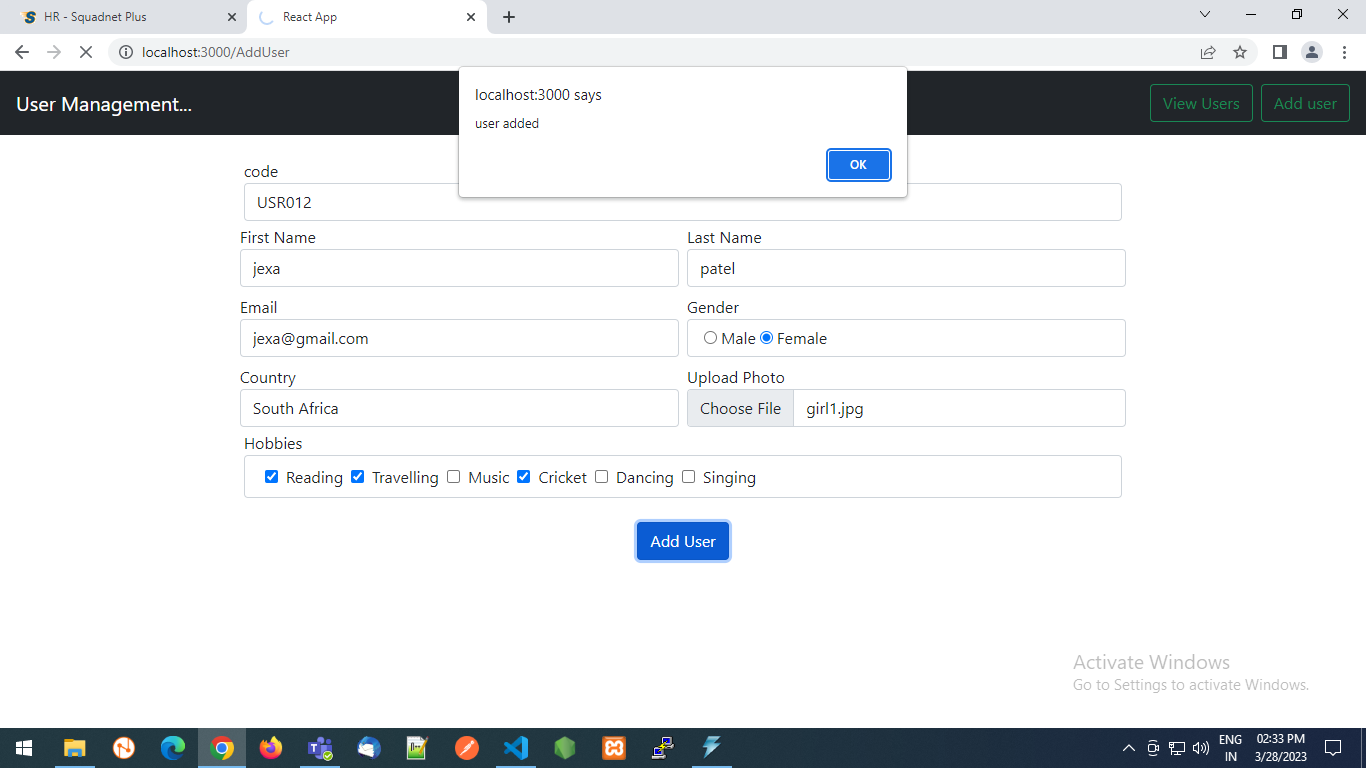 HR - Squadnet Plus
React App
localhost:3000/AddUser
localhost:3000 says
user added
OK
User Management...
View Users
Add user
code
USR012
First Name
Last Name
jexa
patel
Email
Gender
jexa@gmail.com
Male Female
Country
Upload Photo
South Africa
Choose File girl1.jpg
Hobbies
Reading Travelling Music Cricket Dancing Singing
Add User
Activate Windows
Go to Settings to activate Windows.
ENG
IN
02:33 PM
3/28/2023